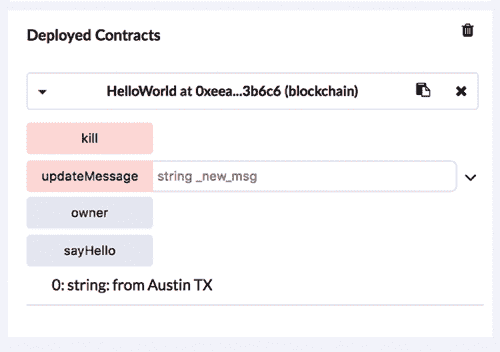 Deployed Contracts
HelloWorld at 0xeea...3b6c6 (blockchain)
kill
updateMessage string _new_msg
owner
sayHello
0: string: from Austin TX